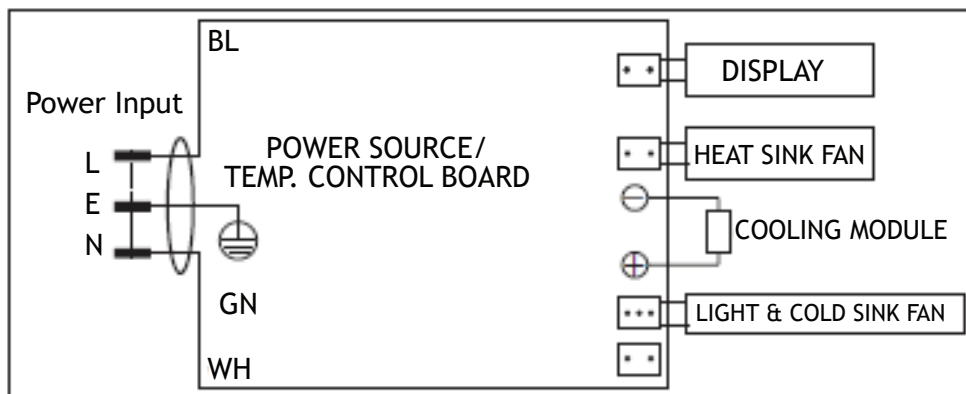 BL
Power Input
L
E
N
POWER SOURCE/
TEMP. CONTROL BOARD
GN
WH
DISPLAY
HEAT SINK FAN
COOLING MODULE
LIGHT & COLD SINK FAN